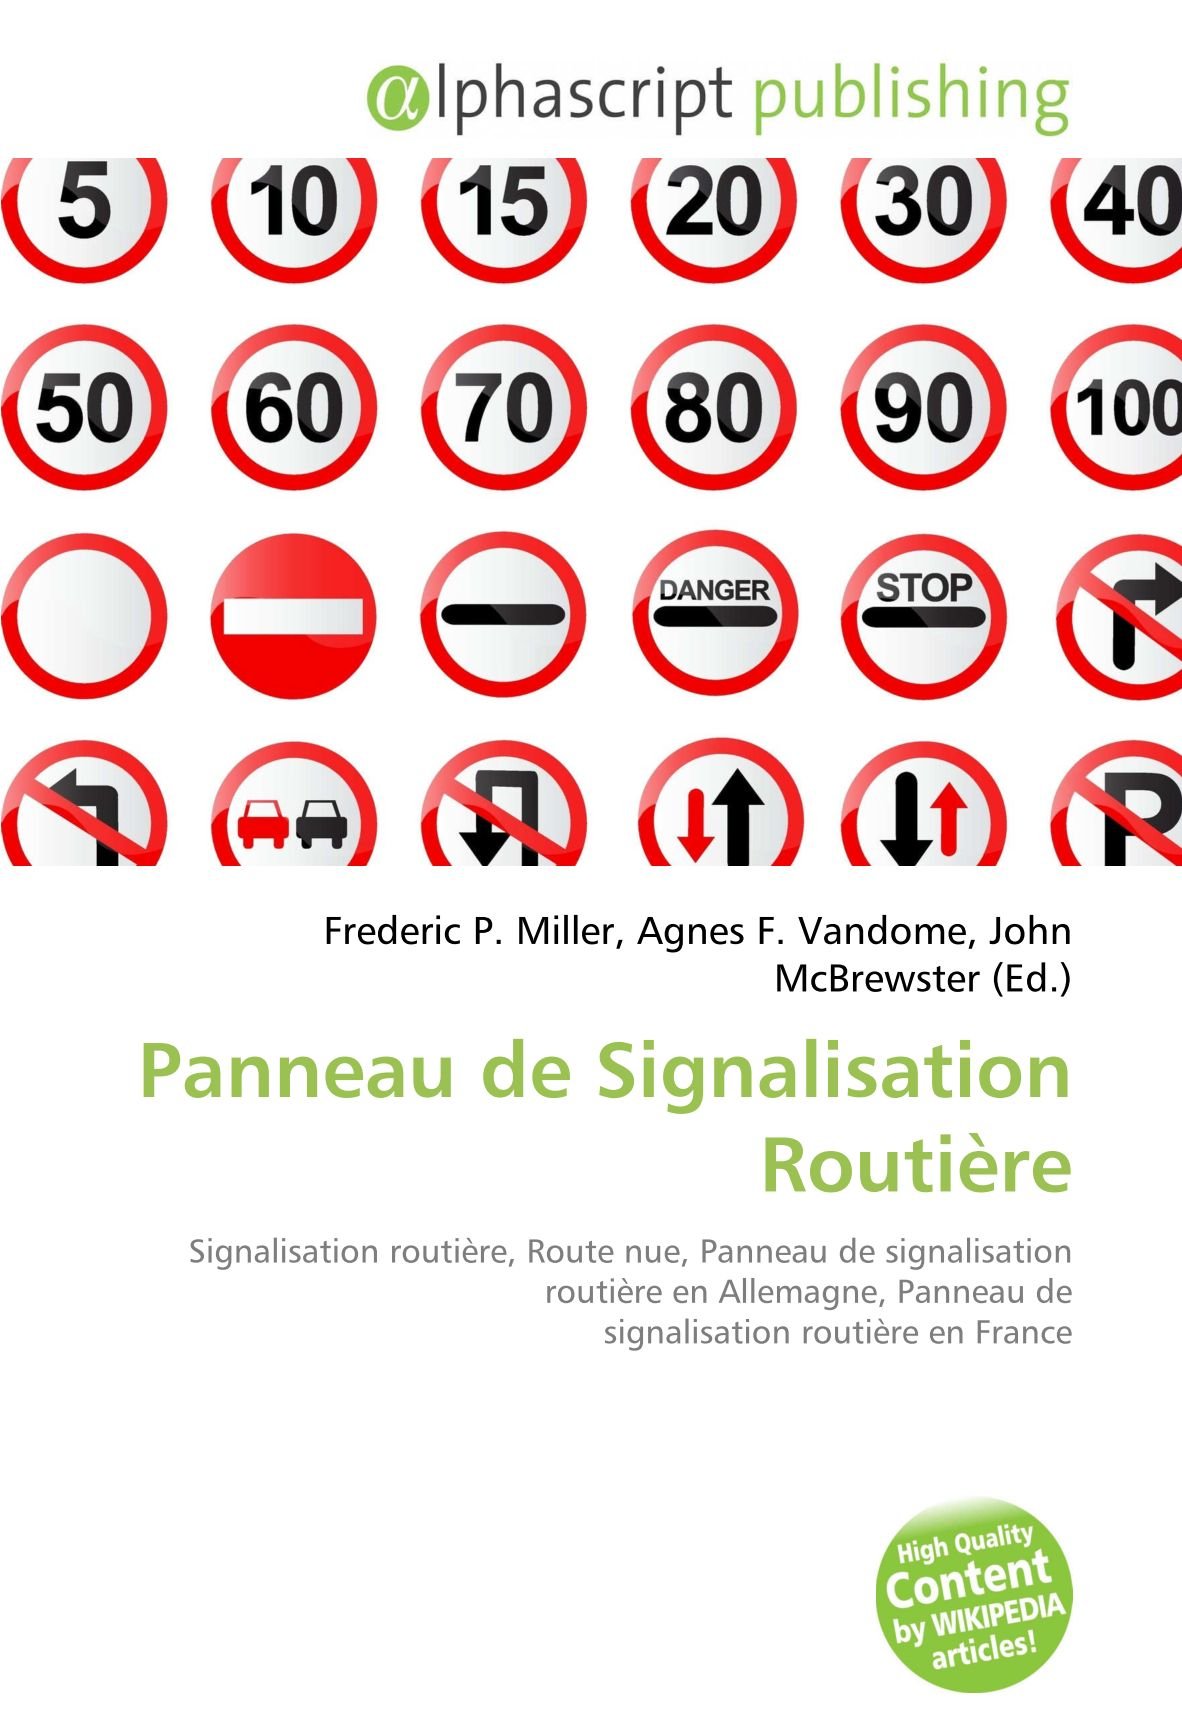 αlphascript publishing
5 10 15 20 30 40
50 60 70 80 90 100
DANGER STOP
P
Frederic P. Miller, Agnes F. Vandome, John
McBrewster (Ed.)
Panneau de Signalisation
Routière
Signalisation routière, Route nue, Panneau de signalisation
routière en Allemagne, Panneau de
signalisation routière en France
High Quality
Content
by WIKIPEDIA
articles!